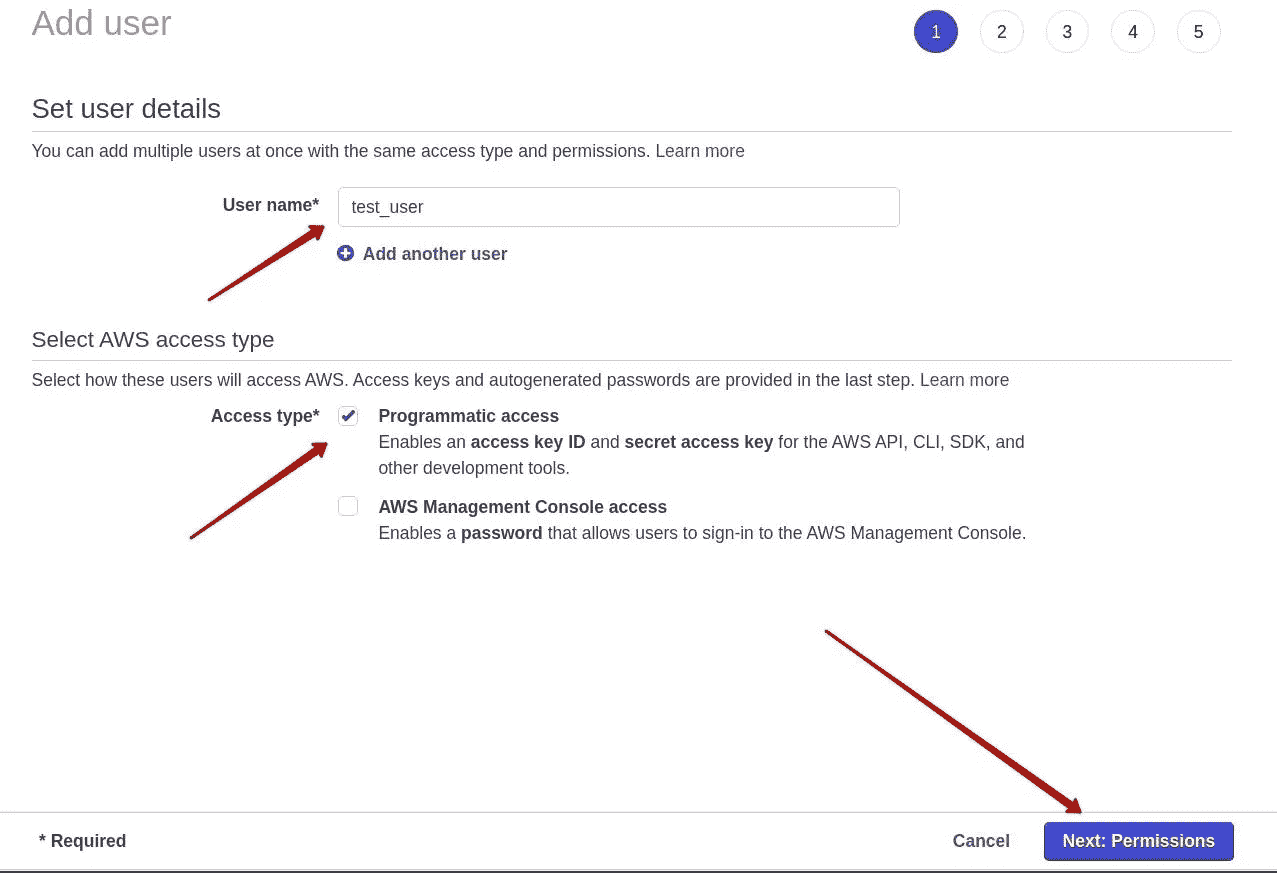 Add user
1 2 3 4 5
Set user details
You can add multiple users at once with the same access type and permissions. Learn more
User name* test_user
Add another user
Select AWS access type
Select how these users will access AWS. Access keys and autogenerated passwords are provided in the last step. Learn more
Access type* Programmatic access
Enables an access key ID and secret access key for the AWS API, CLI, SDK, and
other development tools.
AWS Management Console access
Enables a password that allows users to sign-in to the AWS Management Console.
* Required Cancel Next: Permissions